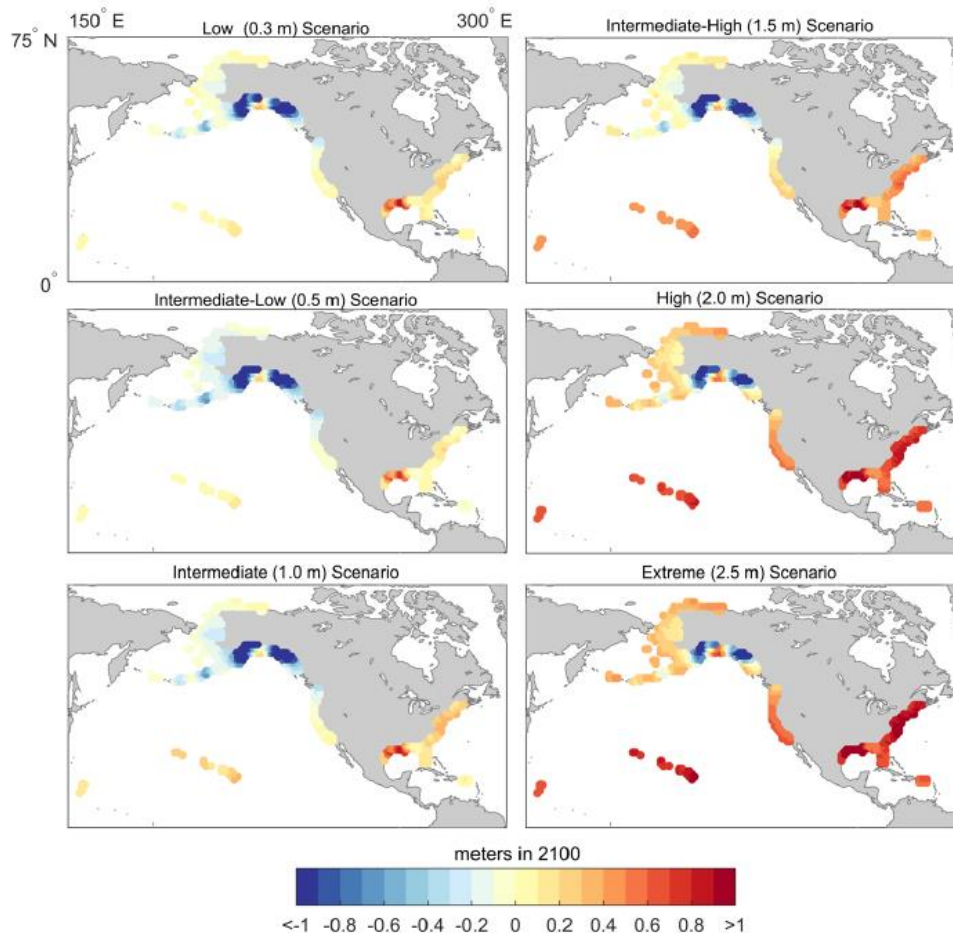 150° E
300° E
75° N
0°
Low (0.3 m) Scenario
Intermediate-High (1.5 m) Scenario
Intermediate-Low (0.5 m) Scenario
High (2.0 m) Scenario
Intermediate (1.0 m) Scenario
Extreme (2.5 m) Scenario
meters in 2100
<-1 -0.8 -0.6 -0.4 -0.2 0 0.2 0.4 0.6 0.8 >1